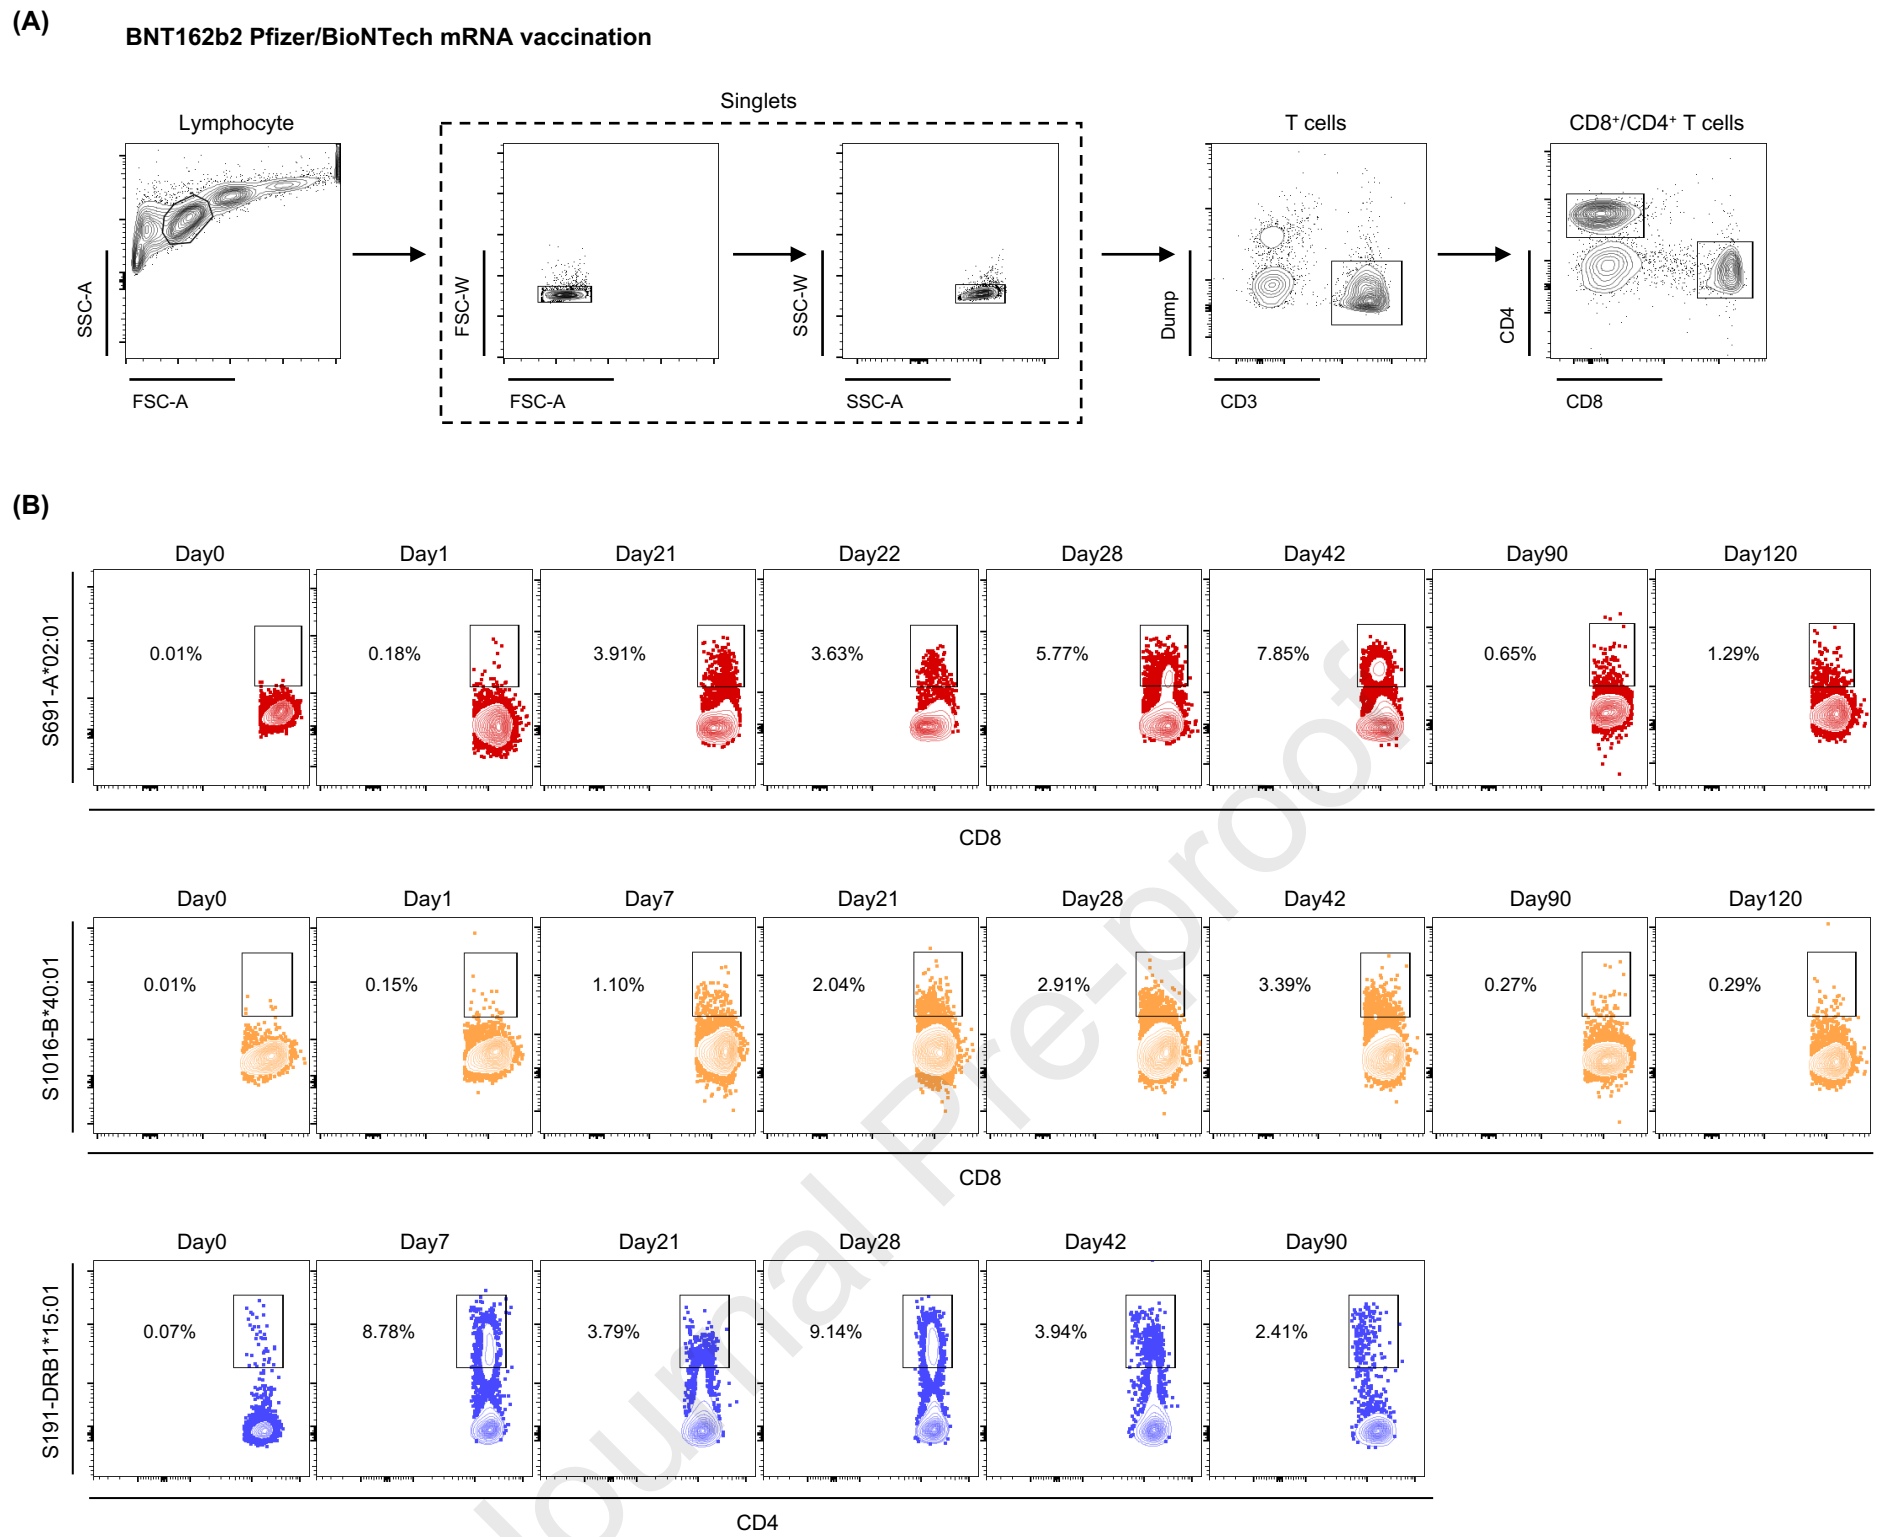 (A)
BNT162b2 Pfizer/BioNTech mRNA vaccination
Singlets
Lymphocyte
T cells
CD8⁺/CD4⁺ T cells
SSC-A
FSC-W
SSC-W
Dump
CD4
FSC-A
FSC-A
SSC-A
CD3
CD8
(B)
Day0 Day1 Day21 Day22 Day28 Day42 Day90 Day120
S691-A*02:01
0.01% 0.18% 3.91% 3.63% 5.77% 7.85% 0.65% 1.29%
CD8
Day0 Day1 Day7 Day21 Day28 Day42 Day90 Day120
S1016-B*40:01
0.01% 0.15% 1.10% 2.04% 2.91% 3.39% 0.27% 0.29%
CD8
Day0 Day7 Day21 Day28 Day42 Day90
S191-DRB1*15:01
0.07% 8.78% 3.79% 9.14% 3.94% 2.41%
CD4
Journal Pre-proof